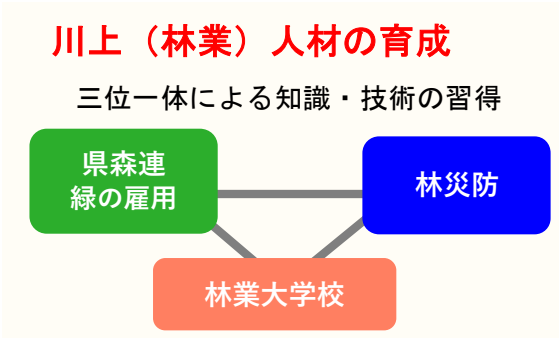 川上（林業）人材の育成
三位一体による知識・技術の習得
県森連
緑の雇用
林災防
林業大学校